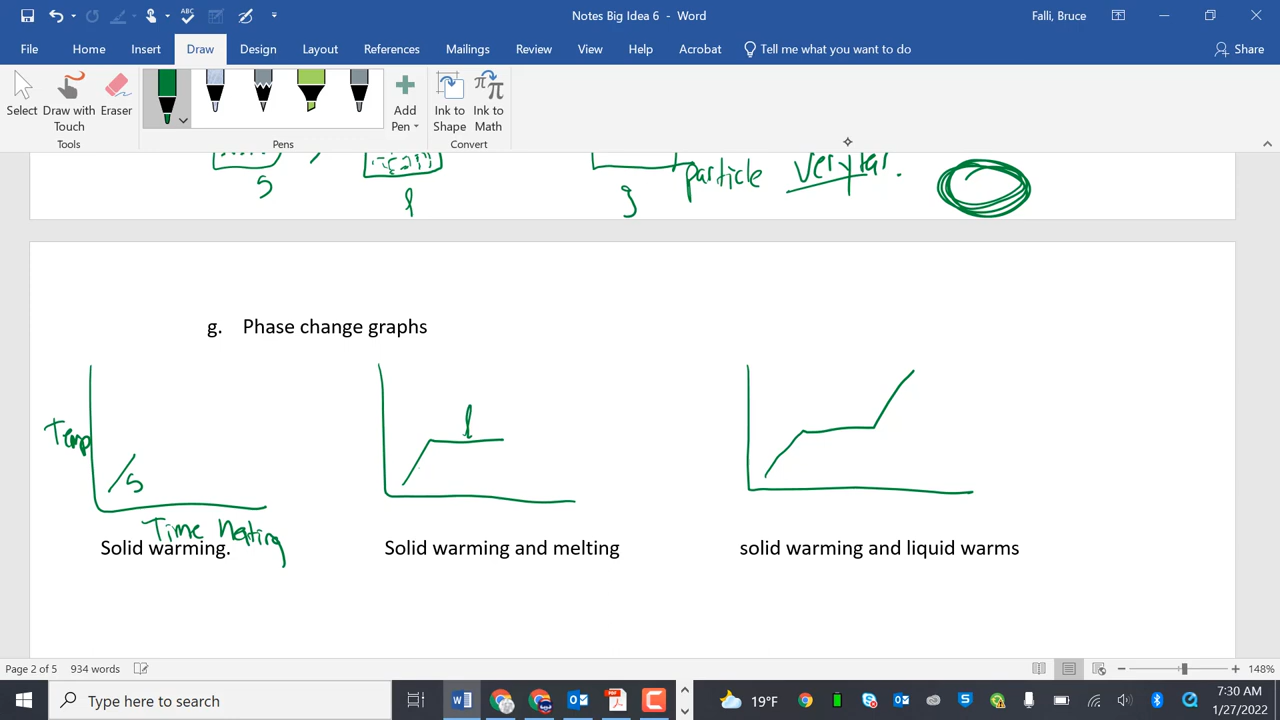 Notes Big Idea 6 - Word
Falli, Bruce
File Home Insert Draw Design Layout References Mailings Review View Help Acrobat Tell me what you want to do Share
Select Draw with Touch Eraser Add Pen Ink to Shape Ink to Math
Tools Pens Convert
particle very far.
s l g
g. Phase change graphs
Temp
l
s
Time Heating
Solid warming. Solid warming and melting solid warming and liquid warms
Page 2 of 5 934 words 148%
Type here to search 19°F 7:30 AM
1/27/2022